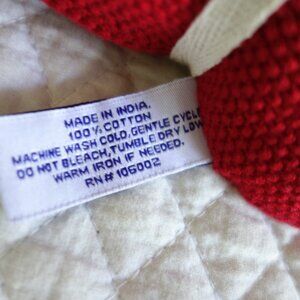 MADE IN INDIA.
100% COTTON
MACHINE WASH COLD, GENTLE CYCLE
DO NOT BLEACH, TUMBLE DRY LOW
WARM IRON IF NEEDED.
RN# 106002